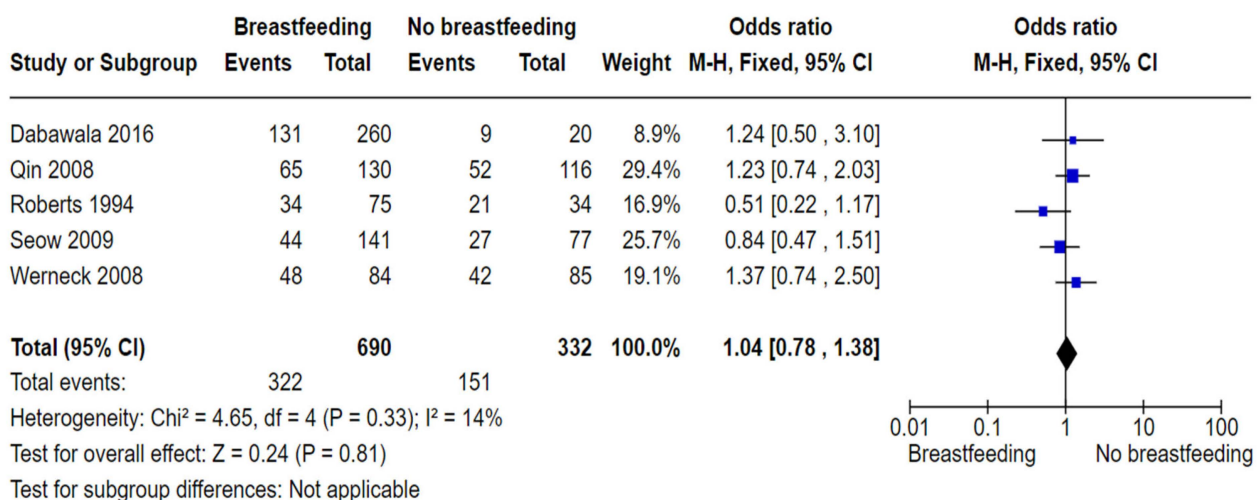 Breastfeeding No breastfeeding Odds ratio Odds ratio
Study or Subgroup Events Total Events Total Weight M-H, Fixed, 95% CI M-H, Fixed, 95% CI
Dabawala 2016 131 260 9 20 8.9% 1.24 [0.50 , 3.10]
Qin 2008 65 130 52 116 29.4% 1.23 [0.74 , 2.03]
Roberts 1994 34 75 21 34 16.9% 0.51 [0.22 , 1.17]
Seow 2009 44 141 27 77 25.7% 0.84 [0.47 , 1.51]
Werneck 2008 48 84 42 85 19.1% 1.37 [0.74 , 2.50]
Total (95% CI) 690 332 100.0% 1.04 [0.78 , 1.38]
Total events: 322 151
Heterogeneity: Chi² = 4.65, df = 4 (P = 0.33); I² = 14%
Test for overall effect: Z = 0.24 (P = 0.81)
Test for subgroup differences: Not applicable
0.01 0.1 1 10 100
Breastfeeding No breastfeeding